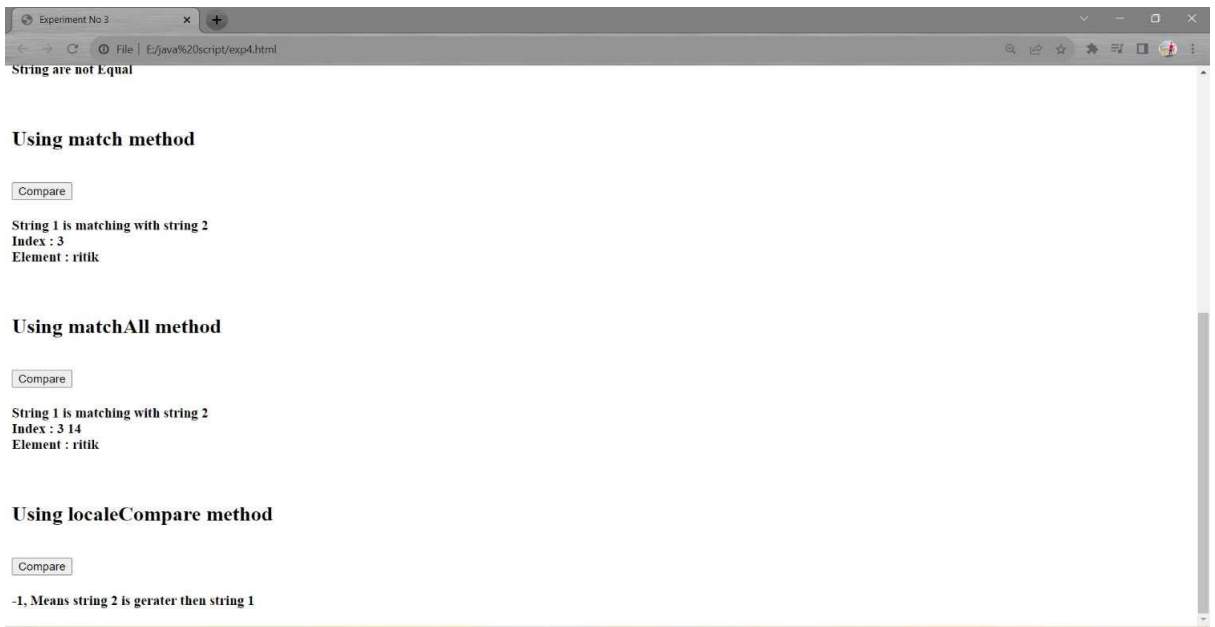 Experiment No 3
File | E:/java%20script/exp4.html
String are not Equal
Using match method
Compare
String 1 is matching with string 2
Index : 3
Element : ritik
Using matchAll method
Compare
String 1 is matching with string 2
Index : 3 14
Element : ritik
Using localeCompare method
Compare
-1, Means string 2 is gerater then string 1